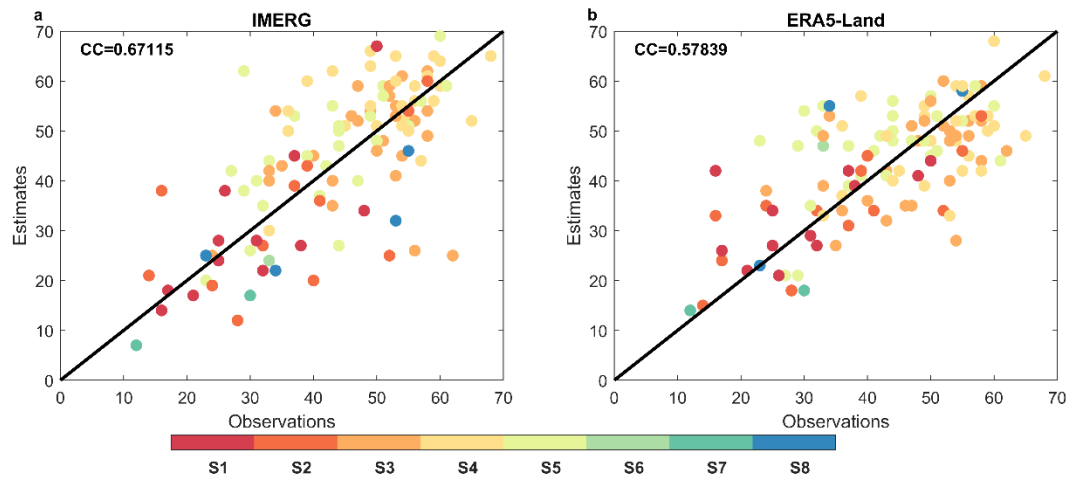 a
IMERG
CC=0.67115
70
60
50
40
30
20
10
0
Estimates
0 10 20 30 40 50 60 70
Observations
b
ERA5-Land
CC=0.57839
70
60
50
40
30
20
10
0
Estimates
0 10 20 30 40 50 60 70
Observations
S1 S2 S3 S4 S5 S6 S7 S8